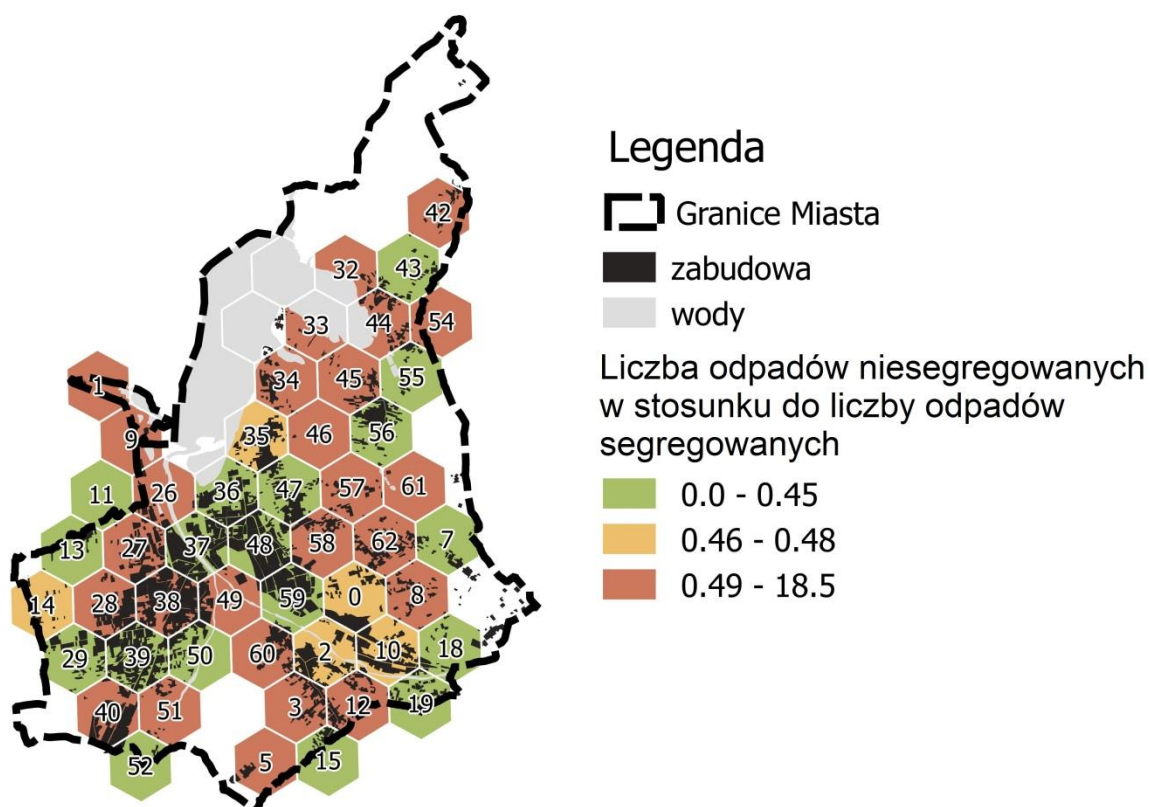 Legenda
Granice Miasta
zabudowa
wody
Liczba odpadów niesegregowanych
w stosunku do liczby odpadów
segregowanych
0.0 - 0.45
0.46 - 0.48
0.49 - 18.5
42
32 43
33 44 54
1 34 45 55
9 35 46 56
11 26 36 47 57 61
13 27 37 48 58 62 7
14 28 38 49 59 0 8
29 39 50 60 2 10 18
40 51 3 12 19
52 5 15